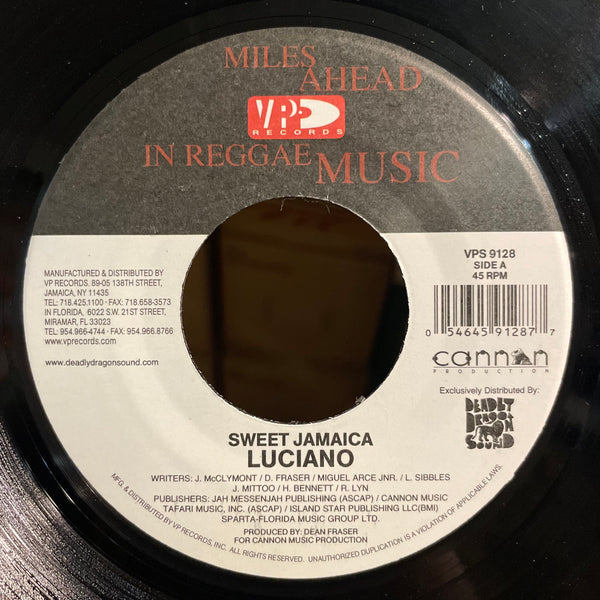 MILES
AHEAD
VP
RECORDS
IN REGGAE MUSIC
MANUFACTURED & DISTRIBUTED BY
VP RECORDS. 89-05 138TH STREET,
JAMAICA, NY 11435
TEL: 718.425.1100 · FAX: 718.658-3573
IN FLORIDA, 6022 S.W. 21ST STREET,
MIRAMAR, FL 33023
TEL: 954.966-4744 · FAX: 954.966.8766
www.vprecords.com
www.deadlydragonsound.com
VPS 9128
SIDE A
45 RPM
0 54645 91287 7
cannon
PRODUCTION
Exclusively Distributed By:
DEADLY
DRAGON
SOUND
SWEET JAMAICA
LUCIANO
WRITERS: J. McCLYMONT / D. FRASER / MIGUEL ARCE JNR. / L. SIBBLES
J. MITTOO / H. BENNETT / R. LYN
PUBLISHERS: JAH MESSENJAH PUBLISHING (ASCAP) / CANNON MUSIC
TAFARI MUSIC, INC. (ASCAP) / ISLAND STAR PUBLISHING LLC(BMI)
SPARTA-FLORIDA MUSIC GROUP LTD.
PRODUCED BY: DEAN FRASER
FOR CANNON MUSIC PRODUCTION
MFG. & DISTRIBUTED BY VP RECORDS, INC. ALL RIGHTS RESERVED. UNAUTHORIZED DUPLICATION IS A VIOLATION OF APPLICABLE LAWS.